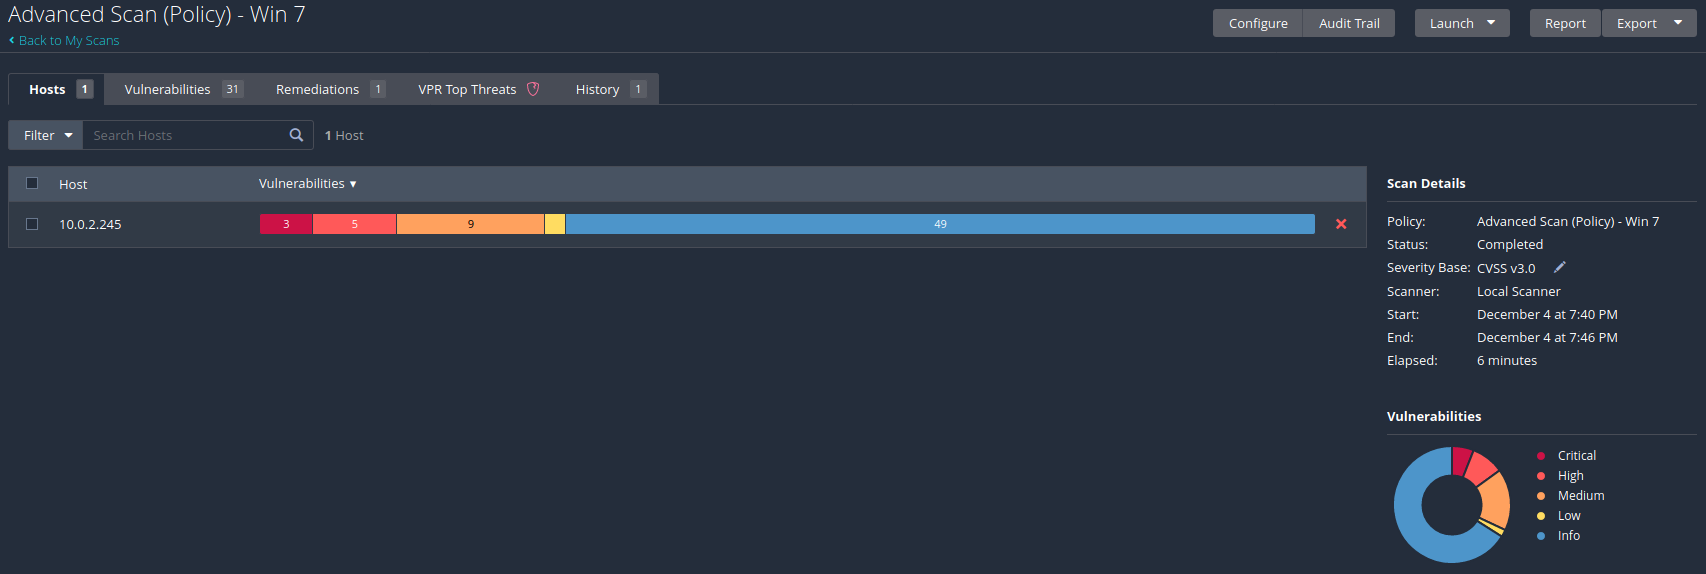 Advanced Scan (Policy) - Win 7
Back to My Scans
Configure Audit Trail Launch Report Export
Hosts 1 Vulnerabilities 31 Remediations 1 VPR Top Threats History 1
Filter Search Hosts 1 Host
Host Vulnerabilities
10.0.2.245 3 5 9 49
Scan Details
Policy: Advanced Scan (Policy) - Win 7
Status: Completed
Severity Base: CVSS v3.0
Scanner: Local Scanner
Start: December 4 at 7:40 PM
End: December 4 at 7:46 PM
Elapsed: 6 minutes
Vulnerabilities
Critical
High
Medium
Low
Info